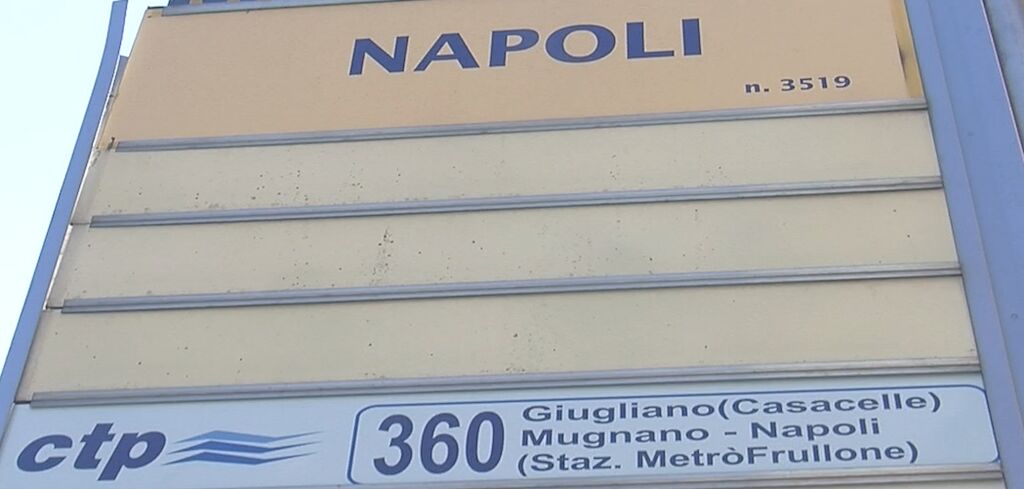 NAPOLI
n. 3519
ctp
360
Giugliano(Casacelle)
Mugnano - Napoli
(Staz. MetròFrullone)